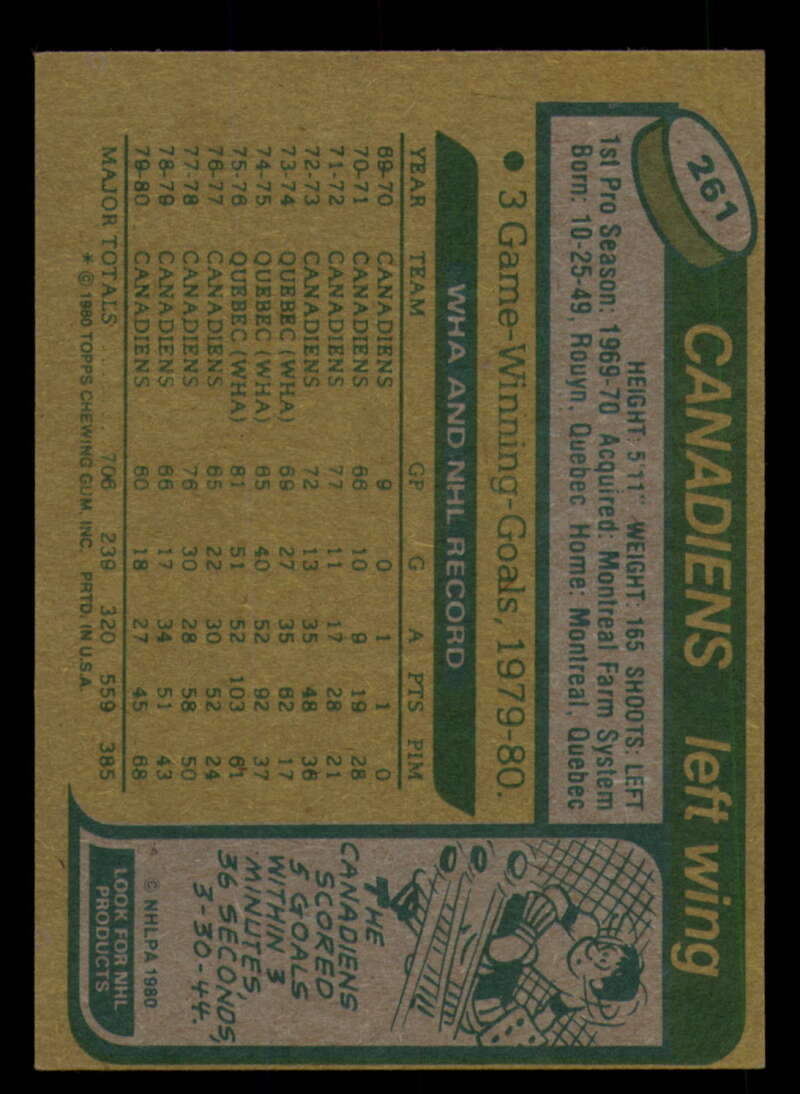 261
CANADIENS left wing
HEIGHT: 5'11" WEIGHT: 165 SHOOTS: LEFT
1st Pro Season: 1969-70 Acquired: Montreal Farm System
Born: 10-25-49, Rouyn, Quebec Home: Montreal, Quebec
• 3 Game-Winning-Goals, 1979-80.
WHA AND NHL RECORD
YEAR TEAM GP G A PTS PIM
69-70 CANADIENS 9 0 1 1 0
70-71 CANADIENS 66 10 9 19 28
71-72 CANADIENS 77 11 17 28 21
72-73 CANADIENS 72 13 35 48 36
73-74 QUEBEC (WHA) 69 27 35 62 17
74-75 QUEBEC (WHA) 65 40 52 92 37
75-76 QUEBEC (WHA) 81 51 52 103 61
76-77 CANADIENS 65 22 30 52 24
77-78 CANADIENS 76 30 28 58 50
78-79 CANADIENS 66 17 34 51 43
79-80 CANADIENS 60 18 27 45 68
MAJOR TOTALS 706 239 320 559 385
* © 1980 TOPPS CHEWING GUM, INC. PRTD. IN U.S.A.
THE
CANADIENS
SCORED
5 GOALS
WITHIN 3
MINUTES,
36 SECONDS,
3-30-44.
© NHLPA 1980
LOOK FOR NHL
PRODUCTS